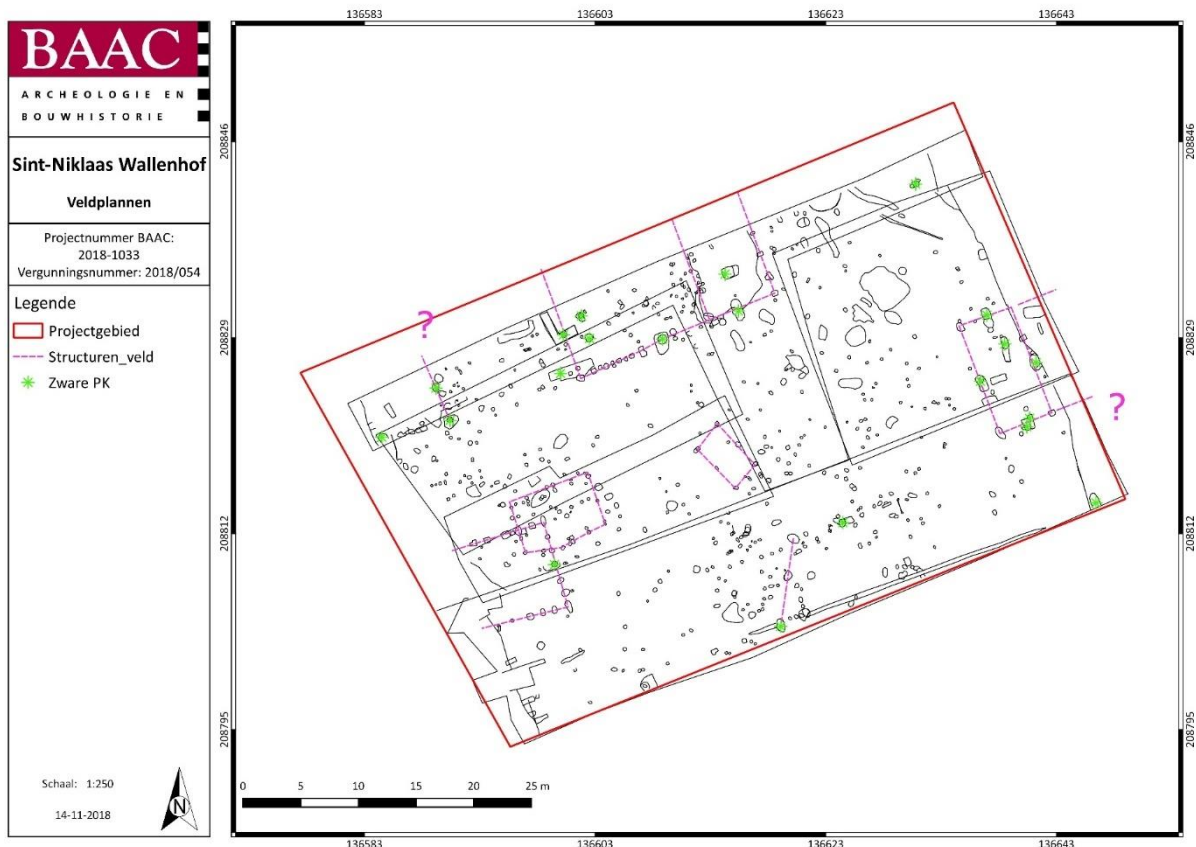 BAAC
ARCHEOLOGIE EN
BOUWHISTORIE
Sint-Niklaas Wallenhof
Veldplannen
Projectnummer BAAC:
2018-1033
Vergunningsnummer: 2018/054
Legende
Projectgebied
Structuren_veld
Zware PK
Schaal: 1:250
14-11-2018
N
136583 136603 136623 136643
208846 208846
208829 208829
208812 208812
208795 208795
?
?
0 5 10 15 20 25 m
136583 136603 136623 136643